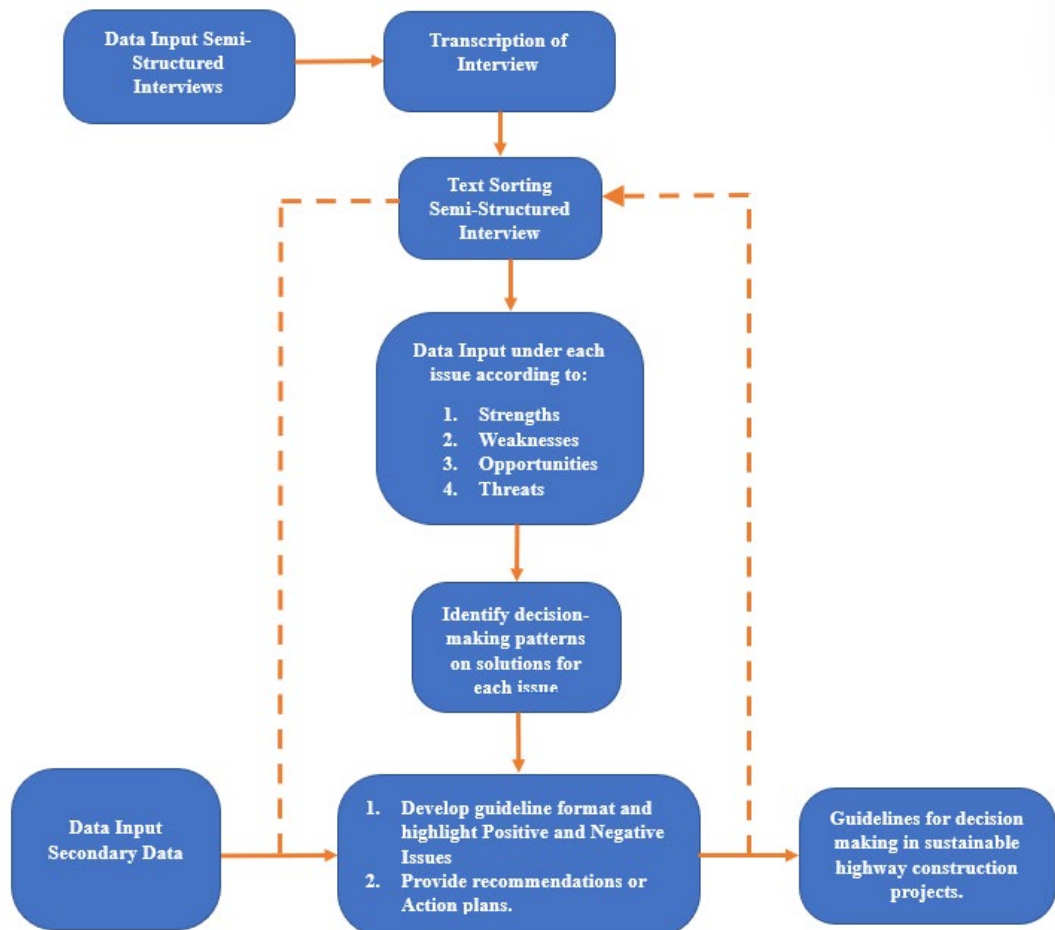 Data Input Semi-
Structured
Interviews
Transcription of
Interview
Text Sorting
Semi-Structured
Interview
Data Input under each
issue according to:
1. Strengths
2. Weaknesses
3. Opportunities
4. Threats
Identify decision-
making patterns
on solutions for
each issue
Data Input
Secondary Data
1. Develop guideline format and
highlight Positive and Negative
Issues
2. Provide recommendations or
Action plans.
Guidelines for decision
making in sustainable
highway construction
projects.